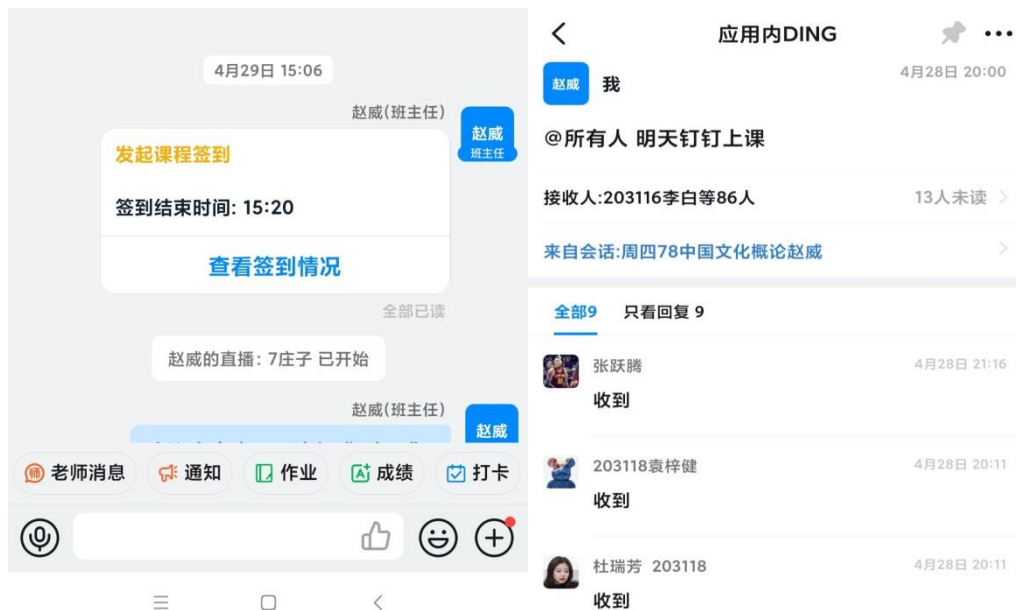 4月29日 15:06
赵威(班主任)
赵威
班主任
发起课程签到
签到结束时间: 15:20
查看签到情况
全部已读
赵威的直播: 7庄子 已开始
赵威(班主任)
赵威
师 老师消息
通知
作业
A+ 成绩
打卡
应用内DING
赵威
我
4月28日 20:00
@所有人 明天钉钉上课
接收人:203116李白等86人
13人未读
来自会话:周四78中国文化概论赵威
全部9
只看回复 9
张跃腾
4月28日 21:16
收到
203118袁梓健
4月28日 20:11
收到
杜瑞芳 203118
4月28日 20:11
收到